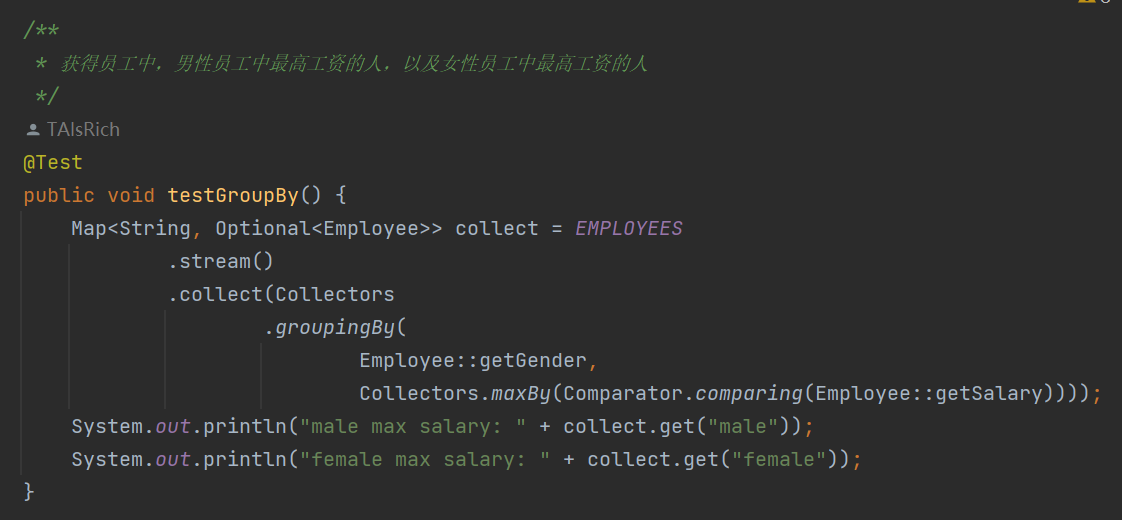 /**
 * 获得员工中，男性员工中最高工资的人，以及女性员工中最高工资的人
 */
TAIsRich
@Test
public void testGroupBy() {
    Map<String, Optional<Employee>> collect = EMPLOYEES
            .stream()
            .collect(Collectors
                    .groupingBy(
                            Employee::getGender,
                            Collectors.maxBy(Comparator.comparing(Employee::getSalary))));
    System.out.println("male max salary: " + collect.get("male"));
    System.out.println("female max salary: " + collect.get("female"));
}